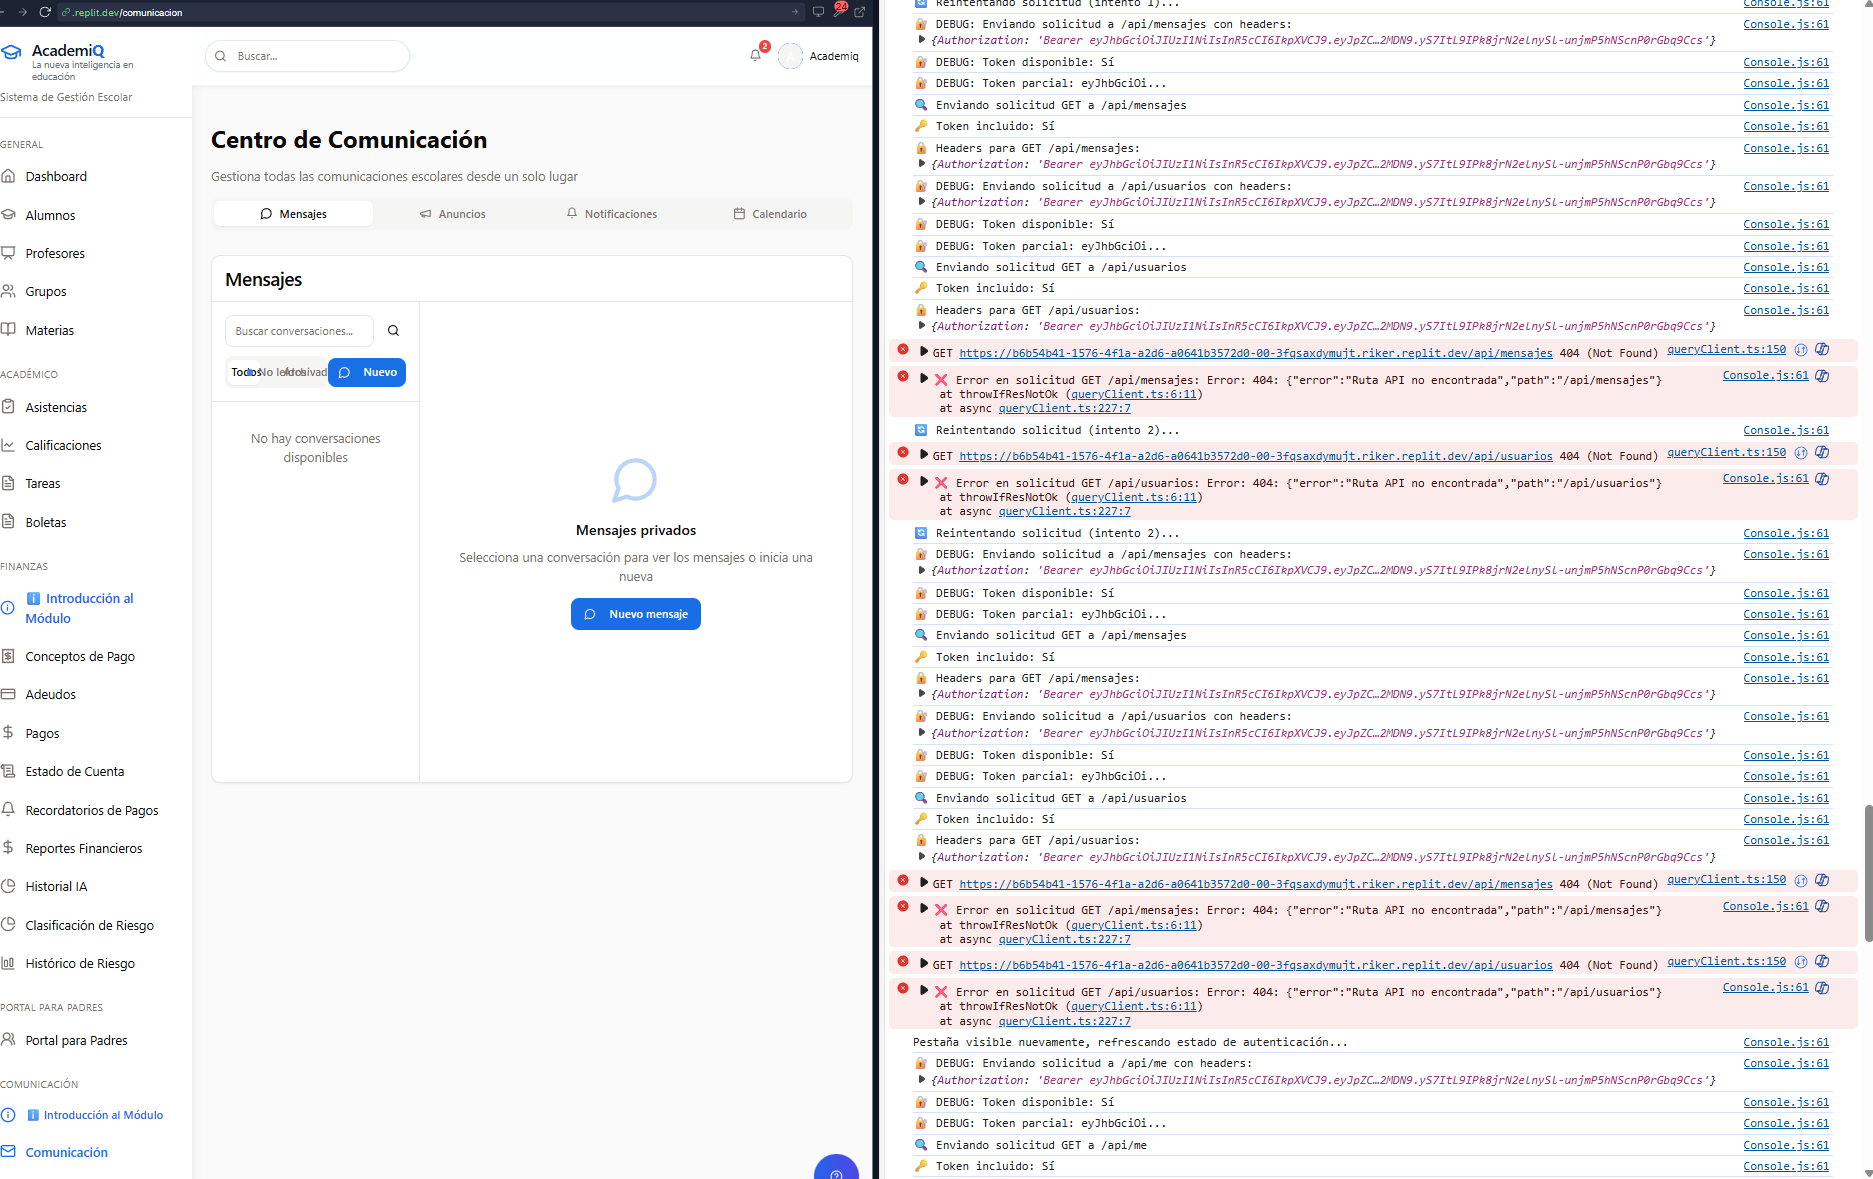 .replit.dev/comunicacion
24
AcademiQ
La nueva inteligencia en
educación
Sistema de Gestión Escolar
Buscar...
2
Academiq
GENERAL
Dashboard
Alumnos
Profesores
Grupos
Materias
ACADÉMICO
Asistencias
Calificaciones
Tareas
Boletas
FINANZAS
Introducción al
Módulo
Conceptos de Pago
Adeudos
Pagos
Estado de Cuenta
Recordatorios de Pagos
Reportes Financieros
Historial IA
Clasificación de Riesgo
Histórico de Riesgo
PORTAL PARA PADRES
Portal para Padres
COMUNICACIÓN
Introducción al Módulo
Comunicación
Centro de Comunicación
Gestiona todas las comunicaciones escolares desde un solo lugar
Mensajes
Anuncios
Notificaciones
Calendario
Mensajes
Buscar conversaciones...
Todos
No leídos
Archivad
Nuevo
No hay conversaciones
disponibles
Mensajes privados
Selecciona una conversación para ver los mensajes o inicia una
nueva
Nuevo mensaje
Reintentando solicitud (intento 1)... Console.js:61
DEBUG: Enviando solicitud a /api/mensajes con headers: Console.js:61
{Authorization: 'Bearer eyJhbGciOiJIUzI1NiIsInR5cCI6IkpXVCJ9.eyJpZC…2MDN9.yS7ItL9IPk8jrN2elnySl-unjmP5hNScnP0rGbq9Ccs'}
DEBUG: Token disponible: Sí Console.js:61
DEBUG: Token parcial: eyJhbGciOi... Console.js:61
Enviando solicitud GET a /api/mensajes Console.js:61
Token incluido: Sí Console.js:61
Headers para GET /api/mensajes: Console.js:61
{Authorization: 'Bearer eyJhbGciOiJIUzI1NiIsInR5cCI6IkpXVCJ9.eyJpZC…2MDN9.yS7ItL9IPk8jrN2elnySl-unjmP5hNScnP0rGbq9Ccs'}
DEBUG: Enviando solicitud a /api/usuarios con headers: Console.js:61
{Authorization: 'Bearer eyJhbGciOiJIUzI1NiIsInR5cCI6IkpXVCJ9.eyJpZC…2MDN9.yS7ItL9IPk8jrN2elnySl-unjmP5hNScnP0rGbq9Ccs'}
DEBUG: Token disponible: Sí Console.js:61
DEBUG: Token parcial: eyJhbGciOi... Console.js:61
Enviando solicitud GET a /api/usuarios Console.js:61
Token incluido: Sí Console.js:61
Headers para GET /api/usuarios: Console.js:61
{Authorization: 'Bearer eyJhbGciOiJIUzI1NiIsInR5cCI6IkpXVCJ9.eyJpZC…2MDN9.yS7ItL9IPk8jrN2elnySl-unjmP5hNScnP0rGbq9Ccs'}
GET https://b6b54b41-1576-4f1a-a2d6-a0641b3572d0-00-3fqsaxdymujt.riker.replit.dev/api/mensajes 404 (Not Found) queryClient.ts:150
Error en solicitud GET /api/mensajes: Error: 404: {"error":"Ruta API no encontrada","path":"/api/mensajes"} Console.js:61
at throwIfResNotOk (queryClient.ts:6:11)
at async queryClient.ts:227:7
Reintentando solicitud (intento 2)... Console.js:61
GET https://b6b54b41-1576-4f1a-a2d6-a0641b3572d0-00-3fqsaxdymujt.riker.replit.dev/api/usuarios 404 (Not Found) queryClient.ts:150
Error en solicitud GET /api/usuarios: Error: 404: {"error":"Ruta API no encontrada","path":"/api/usuarios"} Console.js:61
at throwIfResNotOk (queryClient.ts:6:11)
at async queryClient.ts:227:7
Reintentando solicitud (intento 2)... Console.js:61
DEBUG: Enviando solicitud a /api/mensajes con headers: Console.js:61
{Authorization: 'Bearer eyJhbGciOiJIUzI1NiIsInR5cCI6IkpXVCJ9.eyJpZC…2MDN9.yS7ItL9IPk8jrN2elnySl-unjmP5hNScnP0rGbq9Ccs'}
DEBUG: Token disponible: Sí Console.js:61
DEBUG: Token parcial: eyJhbGciOi... Console.js:61
Enviando solicitud GET a /api/mensajes Console.js:61
Token incluido: Sí Console.js:61
Headers para GET /api/mensajes: Console.js:61
{Authorization: 'Bearer eyJhbGciOiJIUzI1NiIsInR5cCI6IkpXVCJ9.eyJpZC…2MDN9.yS7ItL9IPk8jrN2elnySl-unjmP5hNScnP0rGbq9Ccs'}
DEBUG: Enviando solicitud a /api/usuarios con headers: Console.js:61
{Authorization: 'Bearer eyJhbGciOiJIUzI1NiIsInR5cCI6IkpXVCJ9.eyJpZC…2MDN9.yS7ItL9IPk8jrN2elnySl-unjmP5hNScnP0rGbq9Ccs'}
DEBUG: Token disponible: Sí Console.js:61
DEBUG: Token parcial: eyJhbGciOi... Console.js:61
Enviando solicitud GET a /api/usuarios Console.js:61
Token incluido: Sí Console.js:61
Headers para GET /api/usuarios: Console.js:61
{Authorization: 'Bearer eyJhbGciOiJIUzI1NiIsInR5cCI6IkpXVCJ9.eyJpZC…2MDN9.yS7ItL9IPk8jrN2elnySl-unjmP5hNScnP0rGbq9Ccs'}
GET https://b6b54b41-1576-4f1a-a2d6-a0641b3572d0-00-3fqsaxdymujt.riker.replit.dev/api/mensajes 404 (Not Found) queryClient.ts:150
Error en solicitud GET /api/mensajes: Error: 404: {"error":"Ruta API no encontrada","path":"/api/mensajes"} Console.js:61
at throwIfResNotOk (queryClient.ts:6:11)
at async queryClient.ts:227:7
GET https://b6b54b41-1576-4f1a-a2d6-a0641b3572d0-00-3fqsaxdymujt.riker.replit.dev/api/usuarios 404 (Not Found) queryClient.ts:150
Error en solicitud GET /api/usuarios: Error: 404: {"error":"Ruta API no encontrada","path":"/api/usuarios"} Console.js:61
at throwIfResNotOk (queryClient.ts:6:11)
at async queryClient.ts:227:7
Pestaña visible nuevamente, refrescando estado de autenticación... Console.js:61
DEBUG: Enviando solicitud a /api/me con headers: Console.js:61
{Authorization: 'Bearer eyJhbGciOiJIUzI1NiIsInR5cCI6IkpXVCJ9.eyJpZC…2MDN9.yS7ItL9IPk8jrN2elnySl-unjmP5hNScnP0rGbq9Ccs'}
DEBUG: Token disponible: Sí Console.js:61
DEBUG: Token parcial: eyJhbGciOi... Console.js:61
Enviando solicitud GET a /api/me Console.js:61
Token incluido: Sí Console.js:61